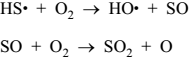 HS• + O₂ → HO• + SO
SO + O₂ → SO₂ + O